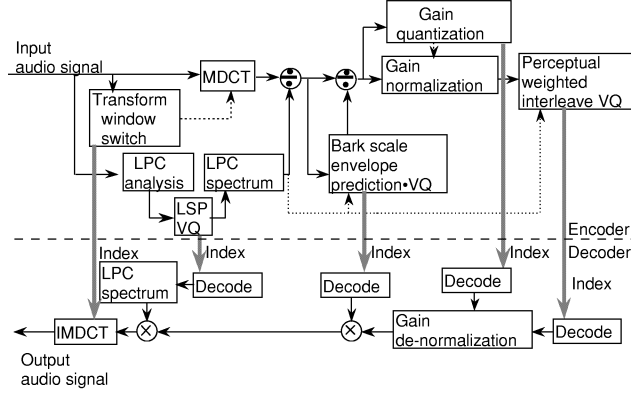 Input
audio signal
Transform
window
switch
MDCT
÷
÷
Gain
quantization
Gain
normalization
Perceptual
weighted
interleave VQ
LPC
analysis
LPC
spectrum
LSP
VQ
Bark scale
envelope
prediction•VQ
Encoder
Decoder
Index
Index
Index
Index
Index
LPC
spectrum
Decode
Decode
Decode
Decode
Gain
de-normalization
×
×
IMDCT
Output
audio signal